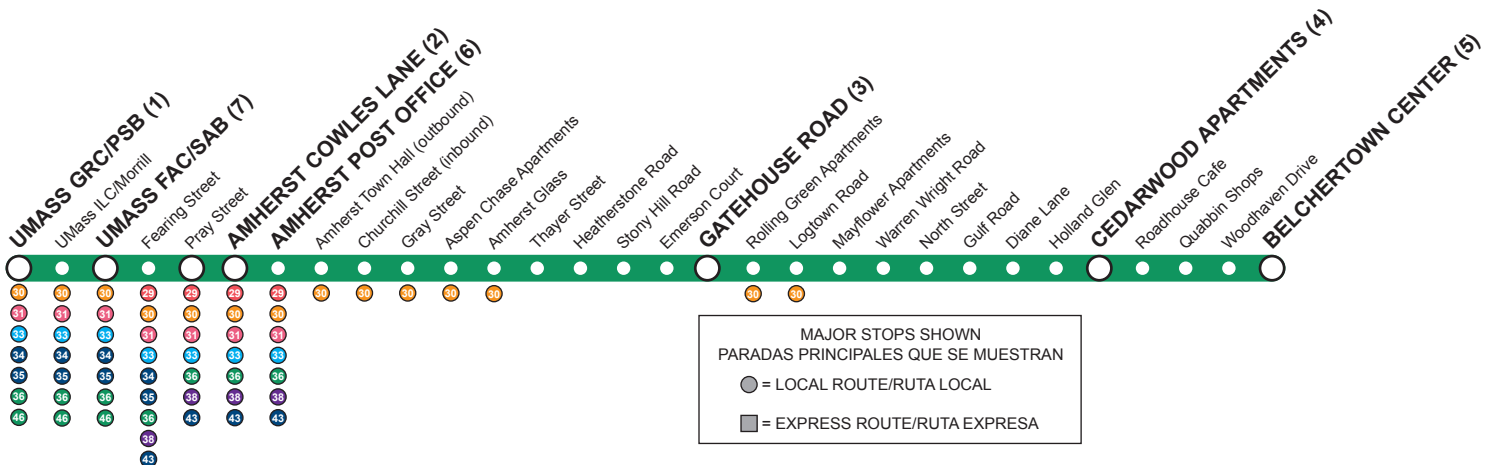 UMASS GRC/PSB (1)
UMass ILC/Morrill
UMASS FAC/SAB (7)
Fearing Street
Pray Street
AMHERST COWLES LANE (2)
AMHERST POST OFFICE (6)
Amherst Town Hall (outbound)
Churchill Street (inbound)
Gray Street
Aspen Chase Apartments
Amherst Glass
Thayer Street
Heatherstone Road
Stony Hill Road
Emerson Court
GATEHOUSE ROAD (3)
Rolling Green Apartments
Logtown Road
Mayflower Apartments
Warren Wright Road
North Street
Gulf Road
Diane Lane
Holland Glen
CEDARWOOD APARTMENTS (4)
Roadhouse Cafe
Quabbin Shops
Woodhaven Drive
BELCHERTOWN CENTER (5)
30 30 30 29 29 29 29 30 30 30 30 30 30 30
31 31 31 30 30 30 30
33 33 33 31 31 31 31
34 34 34 33 33 33 33
35 35 35 34 36 36 36
36 36 36 35 38 38 38
46 46 46 36 43 43 43
38
43
MAJOR STOPS SHOWN
PARADAS PRINCIPALES QUE SE MUESTRAN
= LOCAL ROUTE/RUTA LOCAL
= EXPRESS ROUTE/RUTA EXPRESA